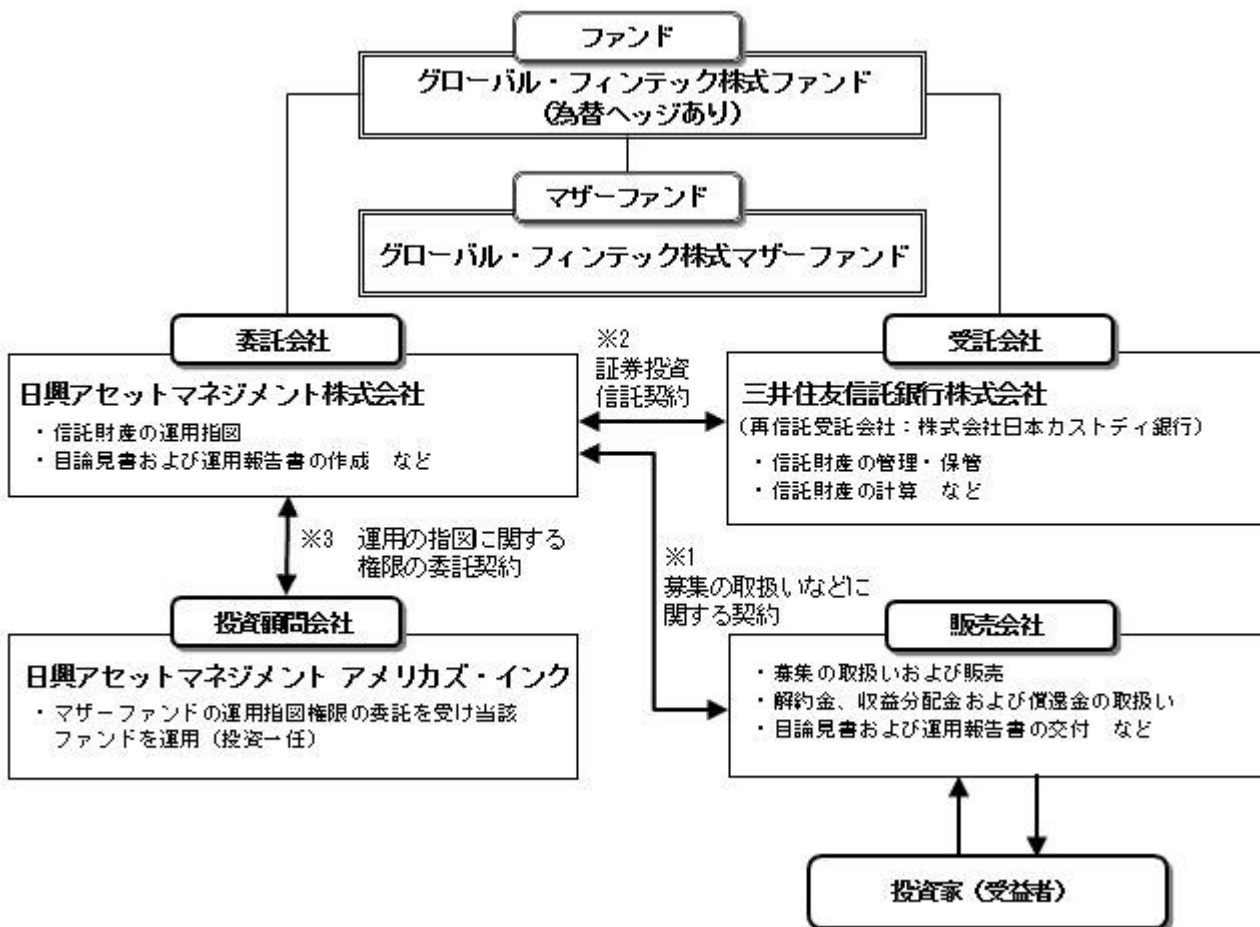 ファンド
グローバル・フィンテック株式ファンド
(為替ヘッジあり)
マザーファンド
グローバル・フィンテック株式マザーファンド
委託会社
日興アセットマネジメント株式会社
・信託財産の運用指図
・目論見書および運用報告書の作成　など
※2
証券投資
信託契約
受託会社
三井住友信託銀行株式会社
（再信託受託会社：株式会社日本カストディ銀行）
・信託財産の管理・保管
・信託財産の計算　など
※3　運用の指図に関する
権限の委託契約
※1
募集の取扱いなどに
関する契約
投資顧問会社
日興アセットマネジメント アメリカズ・インク
・マザーファンドの運用指図権限の委託を受け当該
ファンドを運用（投資一任）
販売会社
・募集の取扱いおよび販売
・解約金、収益分配金および償還金の取扱い
・目論見書および運用報告書の交付　など
投資家（受益者）